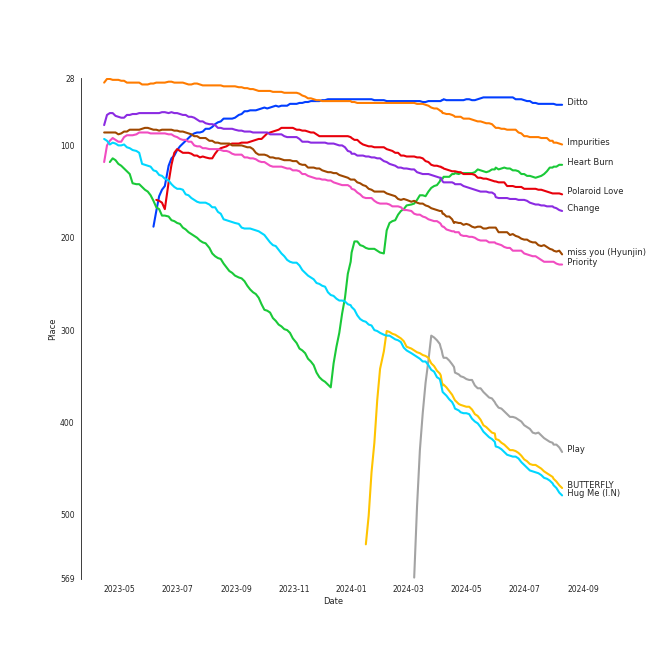 28
100
200
300
400
500
569
Place
2023-05
2023-07
2023-09
2023-11
2024-01
2024-03
2024-05
2024-07
2024-09
Date
Ditto
Impurities
Heart Burn
Polaroid Love
Change
miss you (Hyunjin)
Priority
Play
BUTTERFLY
Hug Me (I.N)